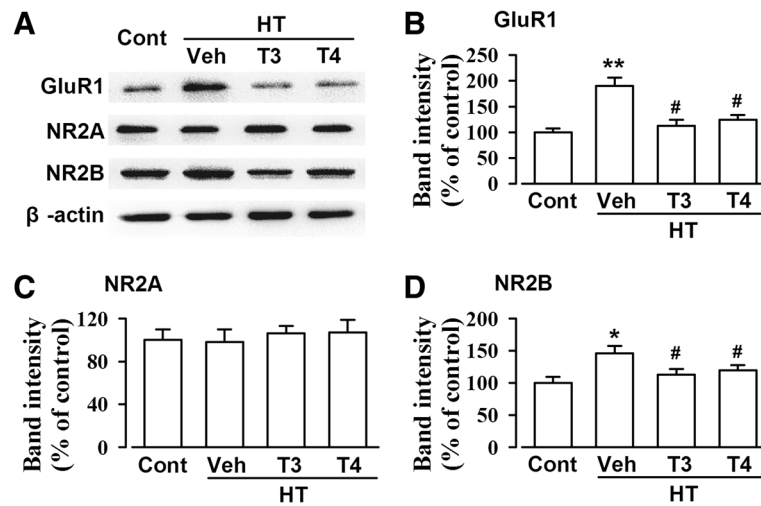 A
Cont
HT
Veh T3 T4
GluR1
NR2A
NR2B
β -actin
B GluR1
Band intensity
(% of control)
250
200
150
100
50
0
**
#
#
Cont Veh T3 T4
HT
C NR2A
Band intensity
(% of control)
120
80
40
0
Cont Veh T3 T4
HT
D NR2B
Band intensity
(% of control)
200
150
100
50
0
*
#
#
Cont Veh T3 T4
HT